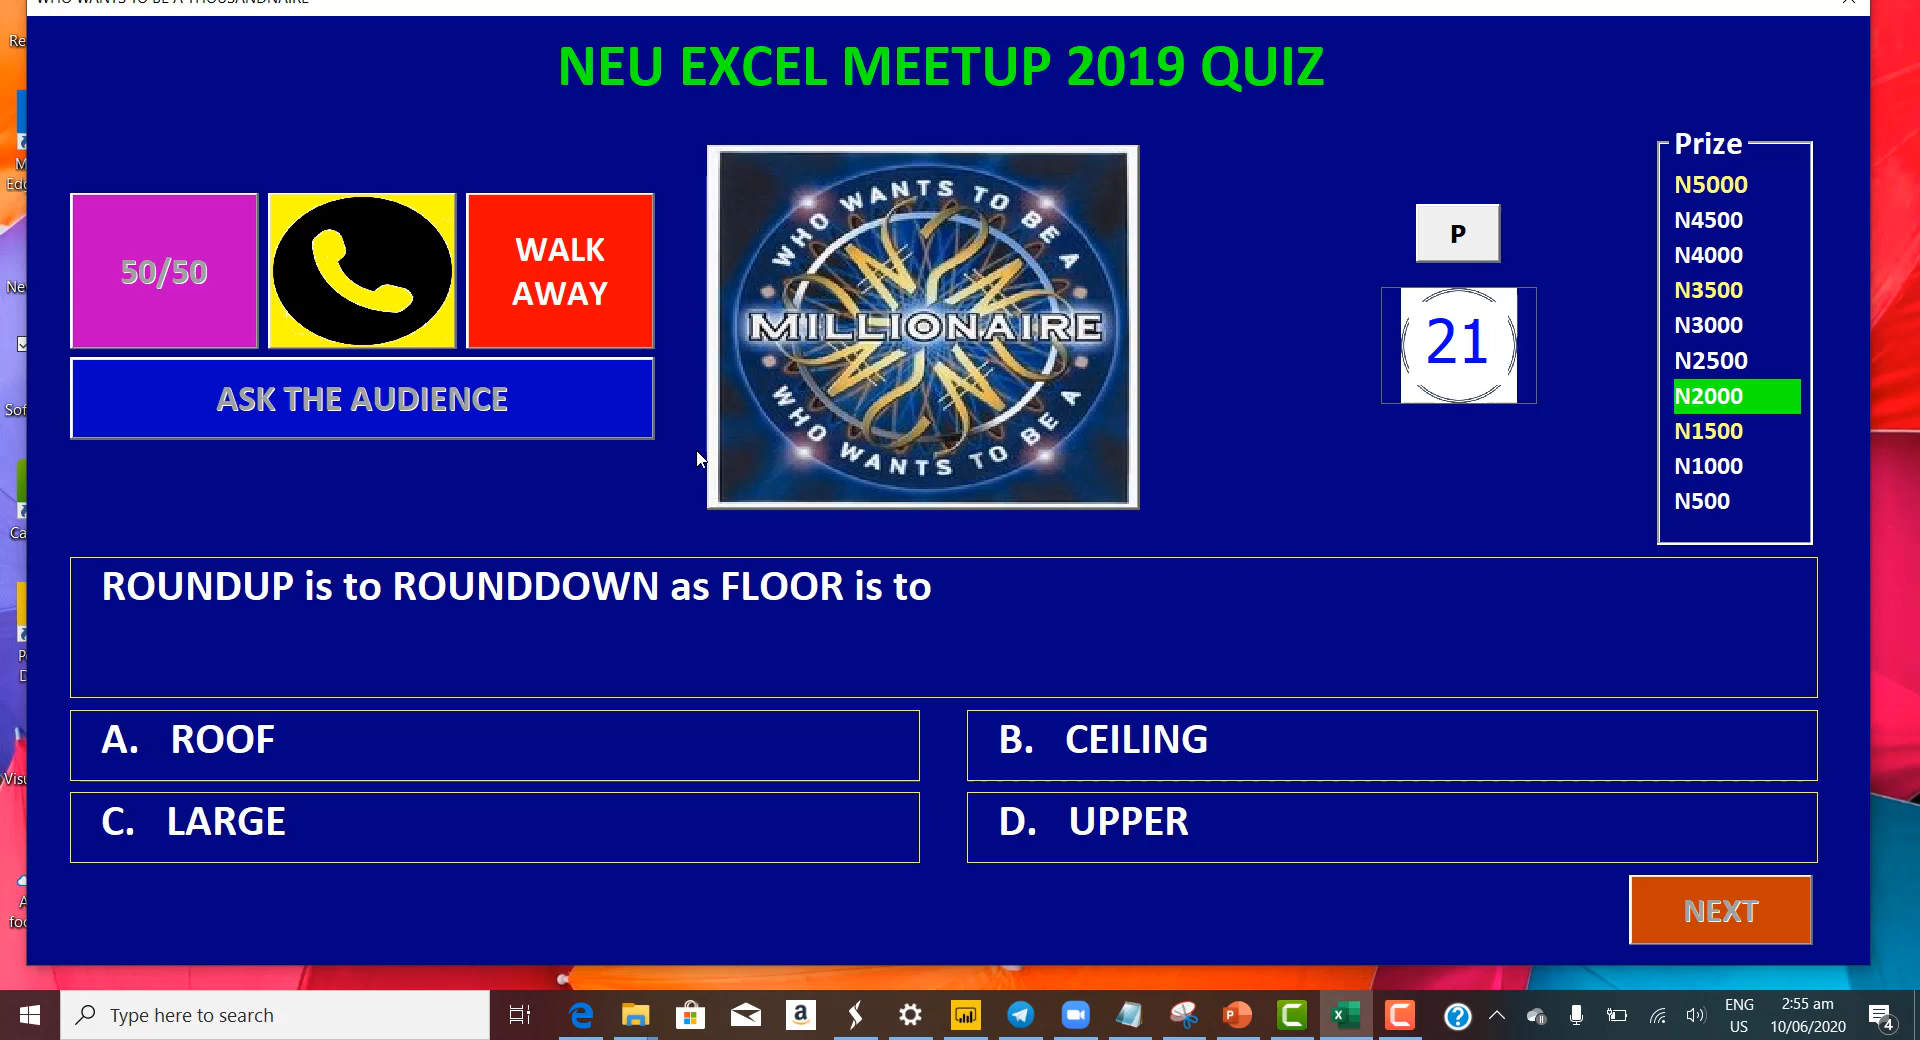 NEU EXCEL MEETUP 2019 QUIZ
50/50
WALK
AWAY
ASK THE AUDIENCE
WHO WANTS TO BE A
MILLIONAIRE
WHO WANTS TO BE A
P
21
Prize
N5000
N4500
N4000
N3500
N3000
N2500
N2000
N1500
N1000
N500
ROUNDUP is to ROUNDDOWN as FLOOR is to
A. ROOF
B. CEILING
C. LARGE
D. UPPER
NEXT
Type here to search
ENG
US
2:55 am
10/06/2020
4